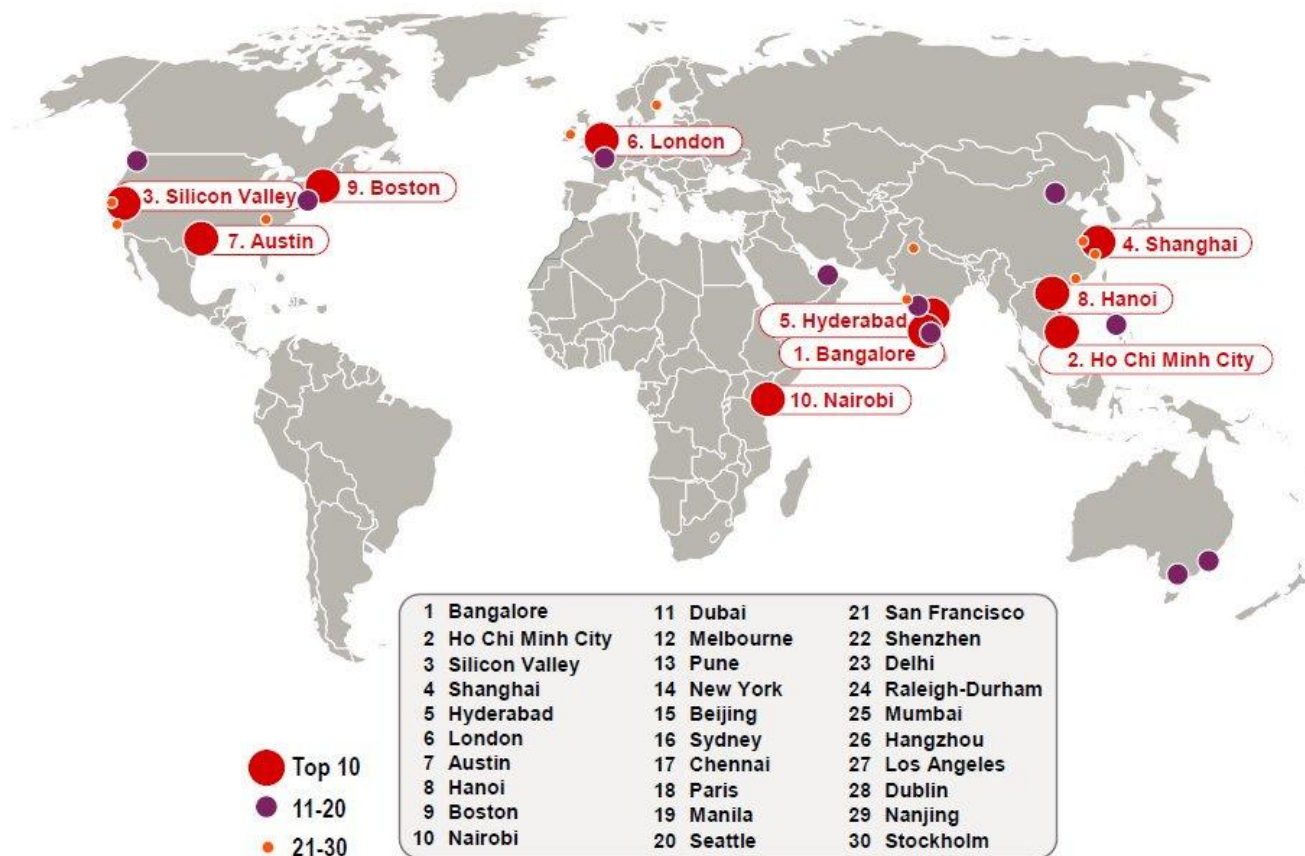 6. London
3. Silicon Valley
9. Boston
7. Austin
4. Shanghai
8. Hanoi
5. Hyderabad
1. Bangalore
2. Ho Chi Minh City
10. Nairobi
1 Bangalore
2 Ho Chi Minh City
3 Silicon Valley
4 Shanghai
5 Hyderabad
6 London
7 Austin
8 Hanoi
9 Boston
10 Nairobi
11 Dubai
12 Melbourne
13 Pune
14 New York
15 Beijing
16 Sydney
17 Chennai
18 Paris
19 Manila
20 Seattle
21 San Francisco
22 Shenzhen
23 Delhi
24 Raleigh-Durham
25 Mumbai
26 Hangzhou
27 Los Angeles
28 Dublin
29 Nanjing
30 Stockholm
Top 10
11-20
21-30